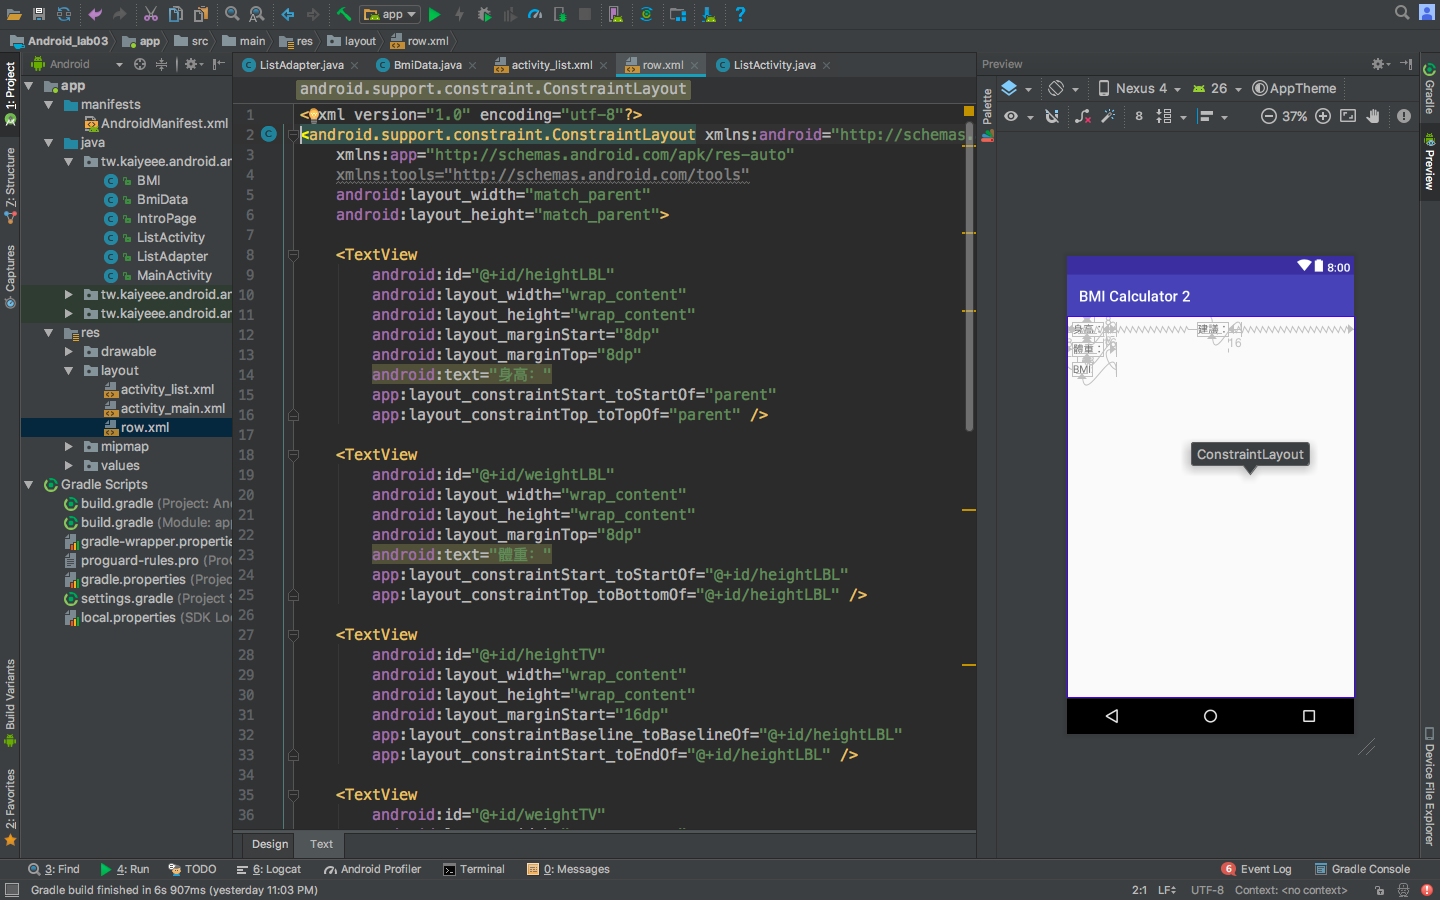 app
Android_lab03 app src main res layout row.xml
Android
ListAdapter.java BmiData.java activity_list.xml row.xml ListActivity.java
Preview
1: Project
Z: Structure
Captures
Build Variants
2: Favorites
app
manifests
AndroidManifest.xml
java
tw.kaiyeee.android.ar
BMI
BmiData
IntroPage
ListActivity
ListAdapter
MainActivity
tw.kaiyeee.android.ar
tw.kaiyeee.android.ar
res
drawable
layout
activity_list.xml
activity_main.xml
row.xml
mipmap
values
Gradle Scripts
build.gradle (Project: An
build.gradle (Module: app
gradle-wrapper.propertie
proguard-rules.pro (ProG
gradle.properties (Project
settings.gradle (Project S
local.properties (SDK Loc
android.support.constraint.ConstraintLayout
1 <?xml version="1.0" encoding="utf-8"?>
2 <android.support.constraint.ConstraintLayout xmlns:android="http://schemas
3 xmlns:app="http://schemas.android.com/apk/res-auto"
4 xmlns:tools="http://schemas.android.com/tools"
5 android:layout_width="match_parent"
6 android:layout_height="match_parent">
7
8 <TextView
9 android:id="@+id/heightLBL"
10 android:layout_width="wrap_content"
11 android:layout_height="wrap_content"
12 android:layout_marginStart="8dp"
13 android:layout_marginTop="8dp"
14 android:text="身高："
15 app:layout_constraintStart_toStartOf="parent"
16 app:layout_constraintTop_toTopOf="parent" />
17
18 <TextView
19 android:id="@+id/weightLBL"
20 android:layout_width="wrap_content"
21 android:layout_height="wrap_content"
22 android:layout_marginTop="8dp"
23 android:text="體重："
24 app:layout_constraintStart_toStartOf="@+id/heightLBL"
25 app:layout_constraintTop_toBottomOf="@+id/heightLBL" />
26
27 <TextView
28 android:id="@+id/heightTV"
29 android:layout_width="wrap_content"
30 android:layout_height="wrap_content"
31 android:layout_marginStart="16dp"
32 app:layout_constraintBaseline_toBaselineOf="@+id/heightLBL"
33 app:layout_constraintStart_toEndOf="@+id/heightLBL" />
34
35 <TextView
36 android:id="@+id/weightTV"
Design Text
Palette
Nexus 4 26 AppTheme
8 37%
8:00
BMI Calculator 2
身高： 建議：
16
體重：
BMI
ConstraintLayout
Gradle
Preview
Device File Explorer
3: Find 4: Run TODO 6: Logcat Android Profiler Terminal 0: Messages 6 Event Log Gradle Console
Gradle build finished in 6s 907ms (yesterday 11:03 PM) 2:1 LF UTF-8 Context: <no context>